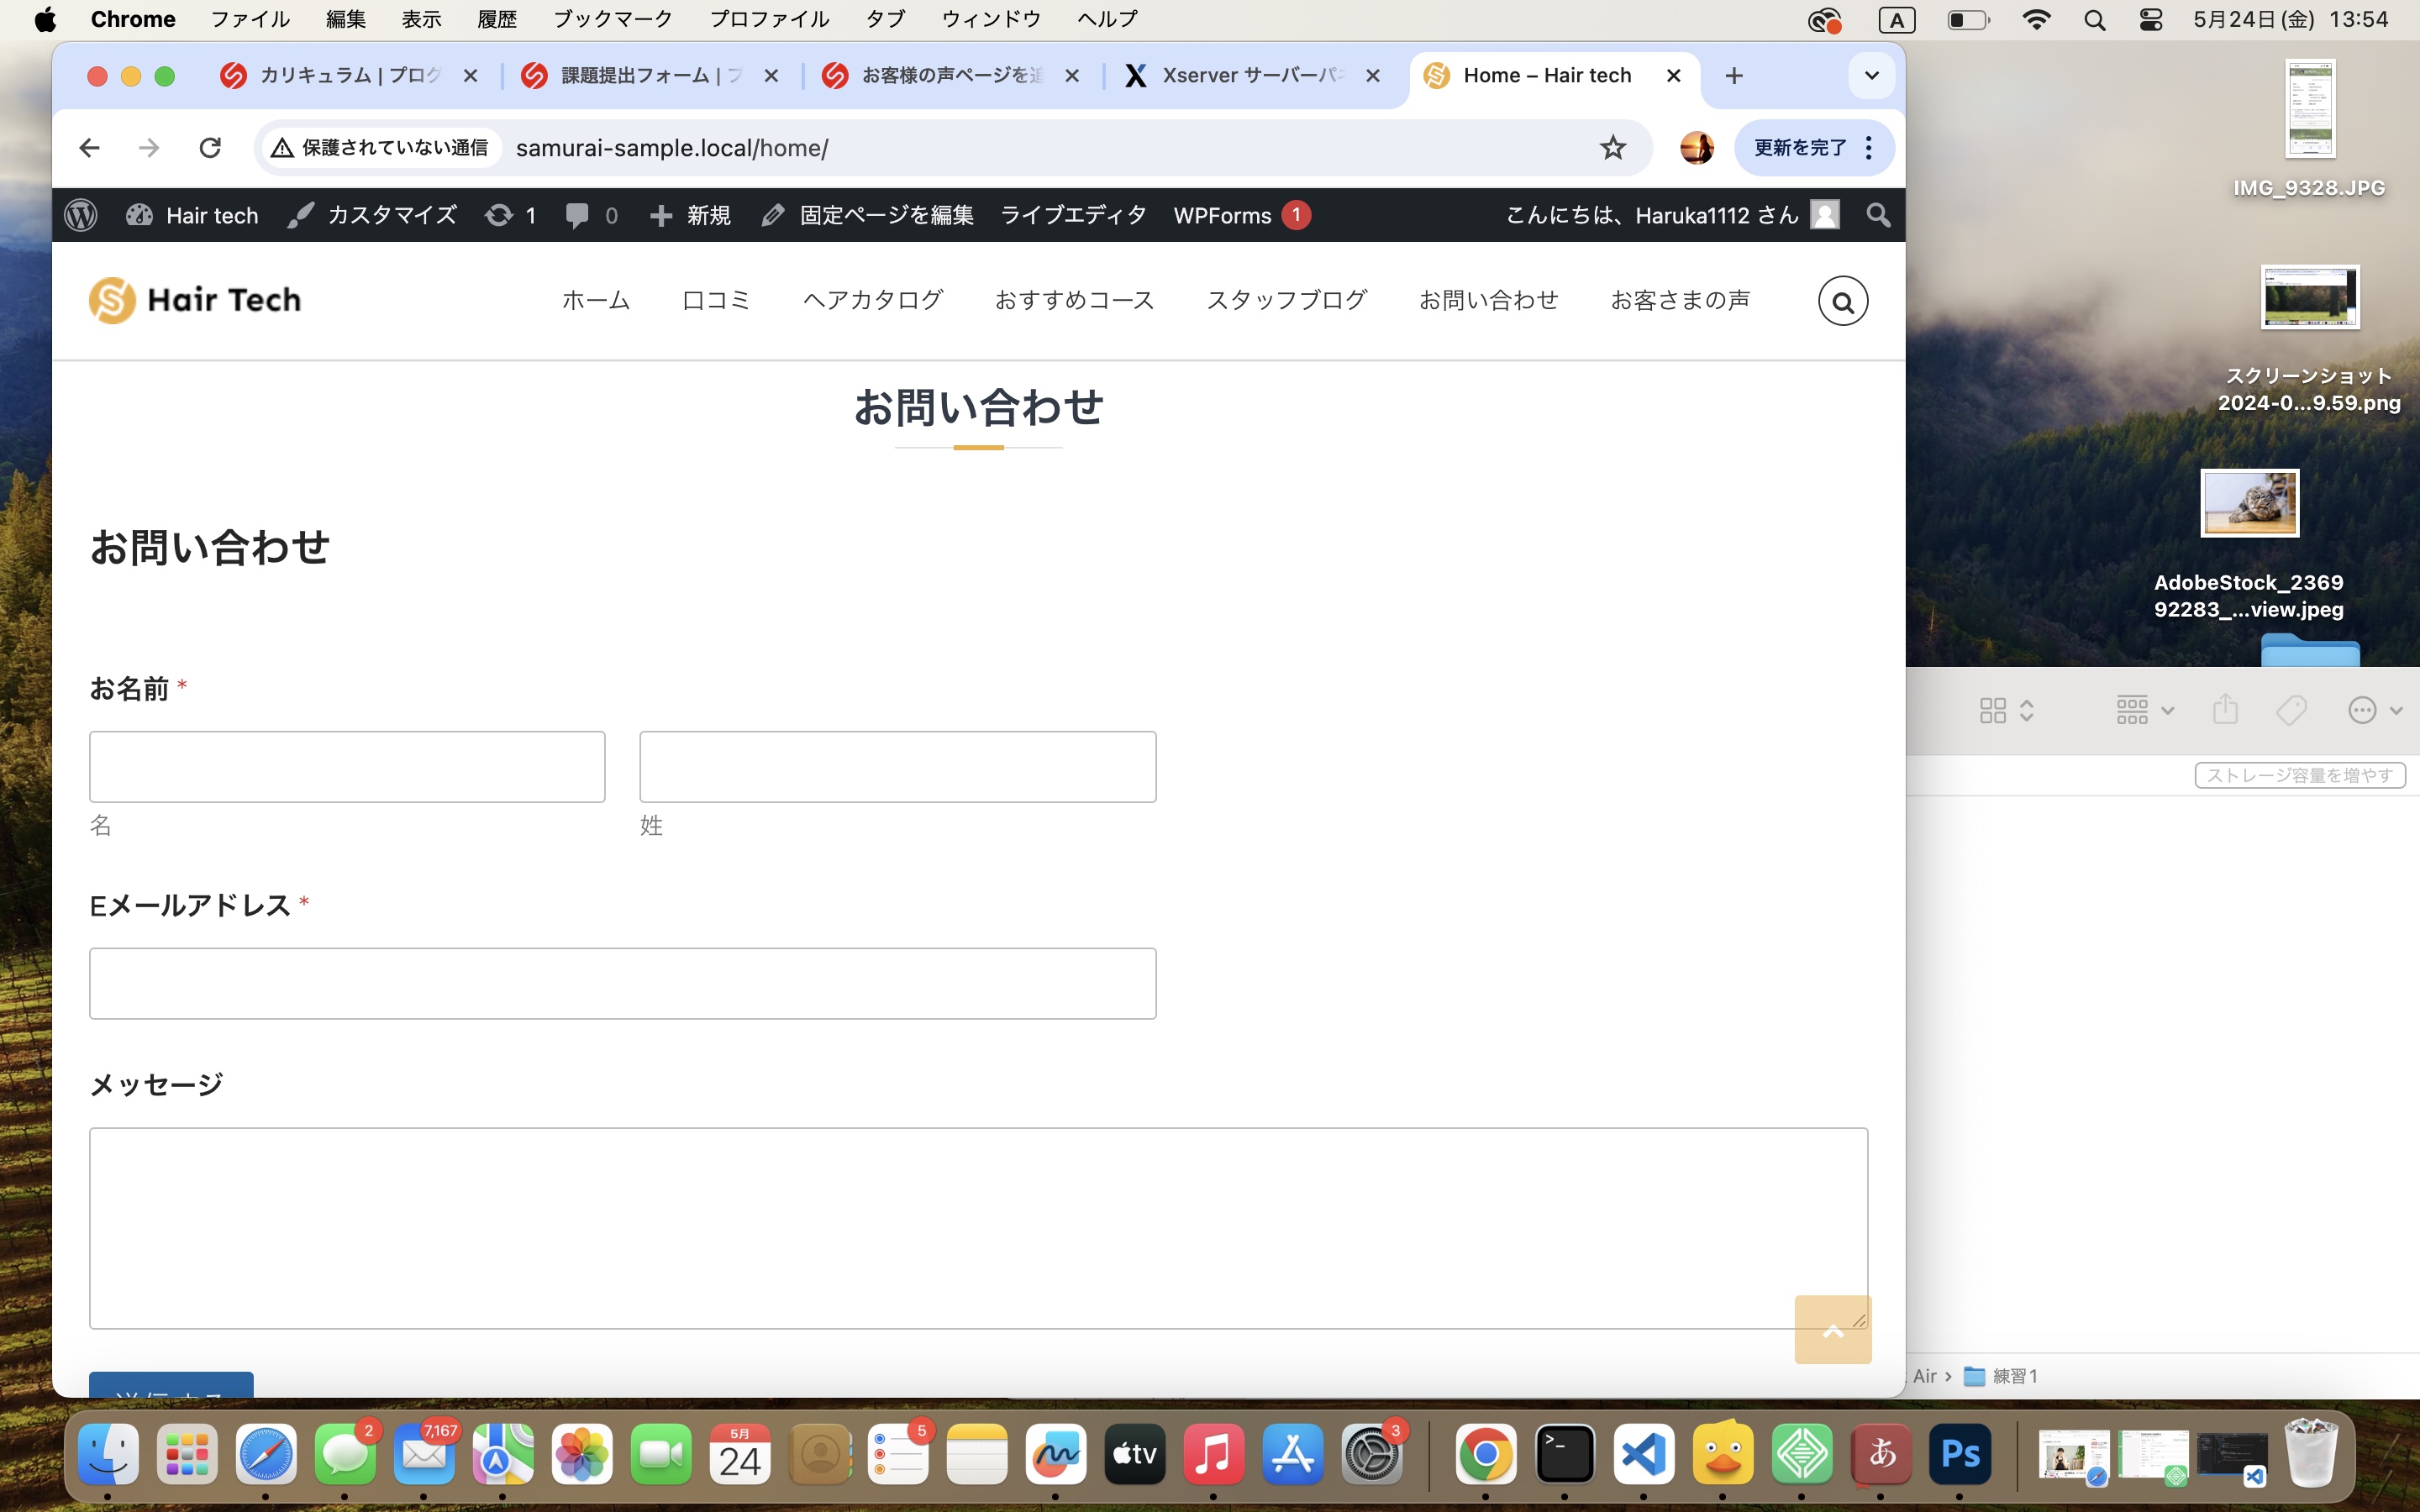 Chrome ファイル 編集 表示 履歴 ブックマーク プロファイル タブ ウィンドウ ヘルプ A 5月24日(金) 13:54
カリキュラム | プログ 課題提出フォーム | お客様の声ページを Xserver サーバーパ Home – Hair tech
保護されていない通信 samurai-sample.local/home/ 更新を完了
Hair tech カスタマイズ 1 0 新規 固定ページを編集 ライブエディタ WPForms 1 こんにちは、Haruka1112 さん
Hair Tech ホーム 口コミ ヘアカタログ おすすめコース スタッフブログ お問い合わせ お客さまの声
お問い合わせ
お問い合わせ
お名前 *
名 姓
Eメールアドレス *
メッセージ
送信する
IMG_9328.JPG
スクリーンショット
2024-0...9.59.png
AdobeStock_2369
92283_...view.jpeg
ストレージ容量を増やす
Air › 練習1
2 7,167 5月 24 5 tv 3 >_ あ Ps